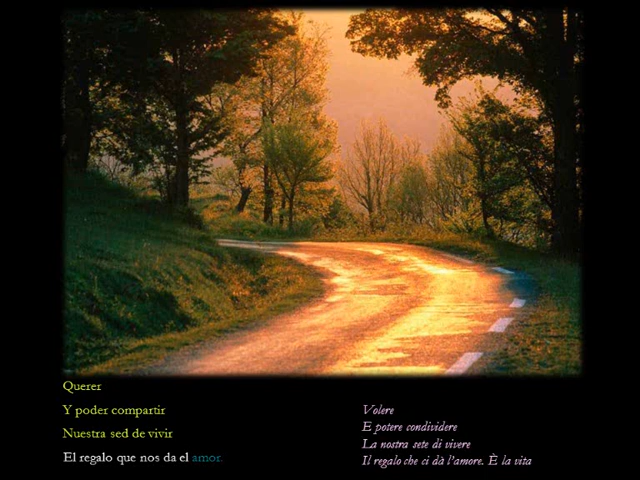 Querer
Y poder compartir
Nuestra sed de vivir
El regalo que nos da el amor.
Volere
E potere condividere
La nostra sete di vivere
Il regalo che ci dà l'amore. È la vita